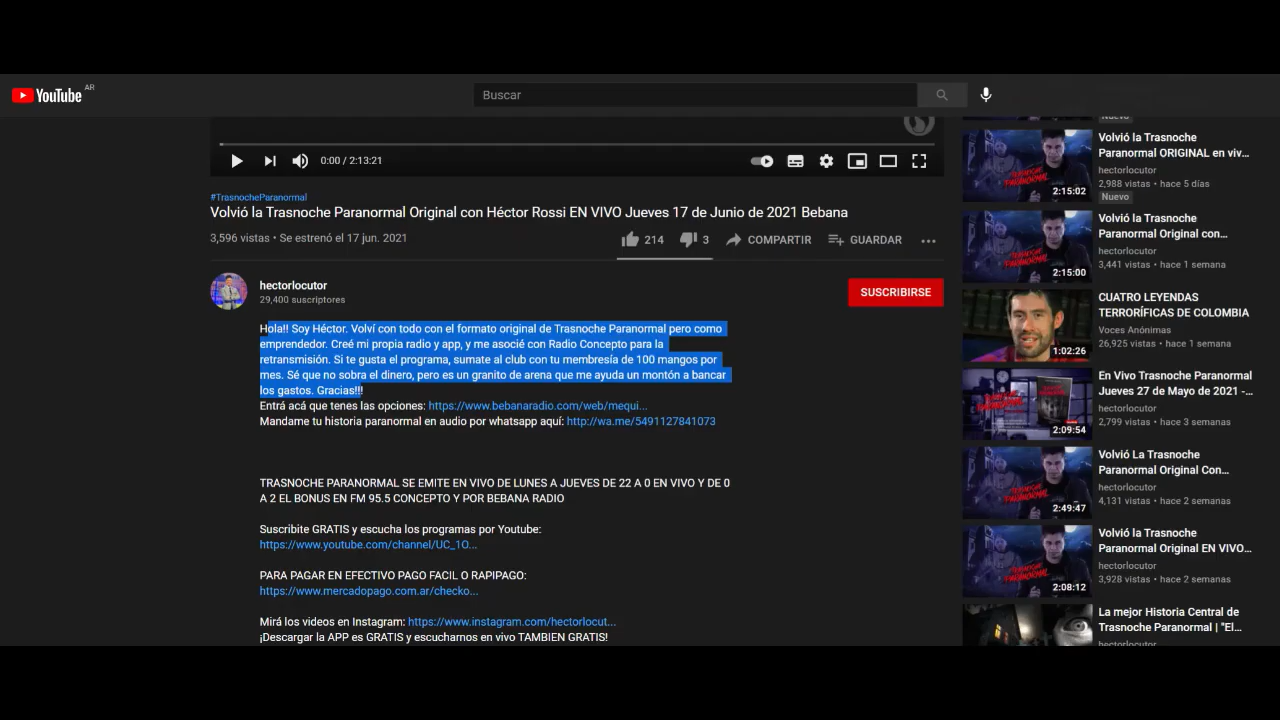 YouTube AR
Buscar
0:00 / 2:13:21
#TrasnocheParanormal
Volvió la Trasnoche Paranormal Original con Héctor Rossi EN VIVO Jueves 17 de Junio de 2021 Bebana
3,596 vistas • Se estrenó el 17 jun. 2021
214
3
COMPARTIR
GUARDAR
hectorlocutor
29,400 suscriptores
SUSCRIBIRSE
Hola!! Soy Héctor. Volví con todo con el formato original de Trasnoche Paranormal pero como
emprendedor. Creé mi propia radio y app, y me asocié con Radio Concepto para la
retransmisión. Si te gusta el programa, sumate al club con tu membresía de 100 mangos por
mes. Sé que no sobra el dinero, pero es un granito de arena que me ayuda un montón a bancar
los gastos. Gracias!!!
Entrá acá que tenes las opciones: https://www.bebanaradio.com/web/mequi...
Mandame tu historia paranormal en audio por whatsapp aquí: http://wa.me/5491127841073
TRASNOCHE PARANORMAL SE EMITE EN VIVO DE LUNES A JUEVES DE 22 A 0 EN VIVO Y DE 0
A 2 EL BONUS EN FM 95.5 CONCEPTO Y POR BEBANA RADIO
Suscribite GRATIS y escucha los programas por Youtube:
https://www.youtube.com/channel/UC_1O...
PARA PAGAR EN EFECTIVO PAGO FACIL O RAPIPAGO:
https://www.mercadopago.com.ar/checko...
Mirá los videos en Instagram: https://www.instagram.com/hectorlocut...
¡Descargar la APP es GRATIS y escucharnos en vivo TAMBIEN GRATIS!
Nuevo
TRASNOCHE
PARANORMAL
2:15:02
Volvió la Trasnoche
Paranormal ORIGINAL en viv...
hectorlocutor
2,988 vistas • hace 5 días
Nuevo
TRASNOCHE
PARANORMAL
2:15:00
Volvió la Trasnoche
Paranormal Original con...
hectorlocutor
3,441 vistas • hace 1 semana
1:02:26
CUATRO LEYENDAS
TERRORÍFICAS DE COLOMBIA
Voces Anónimas
26,925 vistas • hace 1 semana
2:09:54
En Vivo Trasnoche Paranormal
Jueves 27 de Mayo de 2021 -...
hectorlocutor
2,799 vistas • hace 3 semanas
TRASNOCHE
PARANORMAL
2:49:47
Volvió La Trasnoche
Paranormal Original Con...
hectorlocutor
4,131 vistas • hace 2 semanas
TRASNOCHE
PARANORMAL
2:08:12
Volvió la Trasnoche
Paranormal Original EN VIVO...
hectorlocutor
3,928 vistas • hace 2 semanas
La mejor Historia Central de
Trasnoche Paranormal | "El...
hectorlocutor